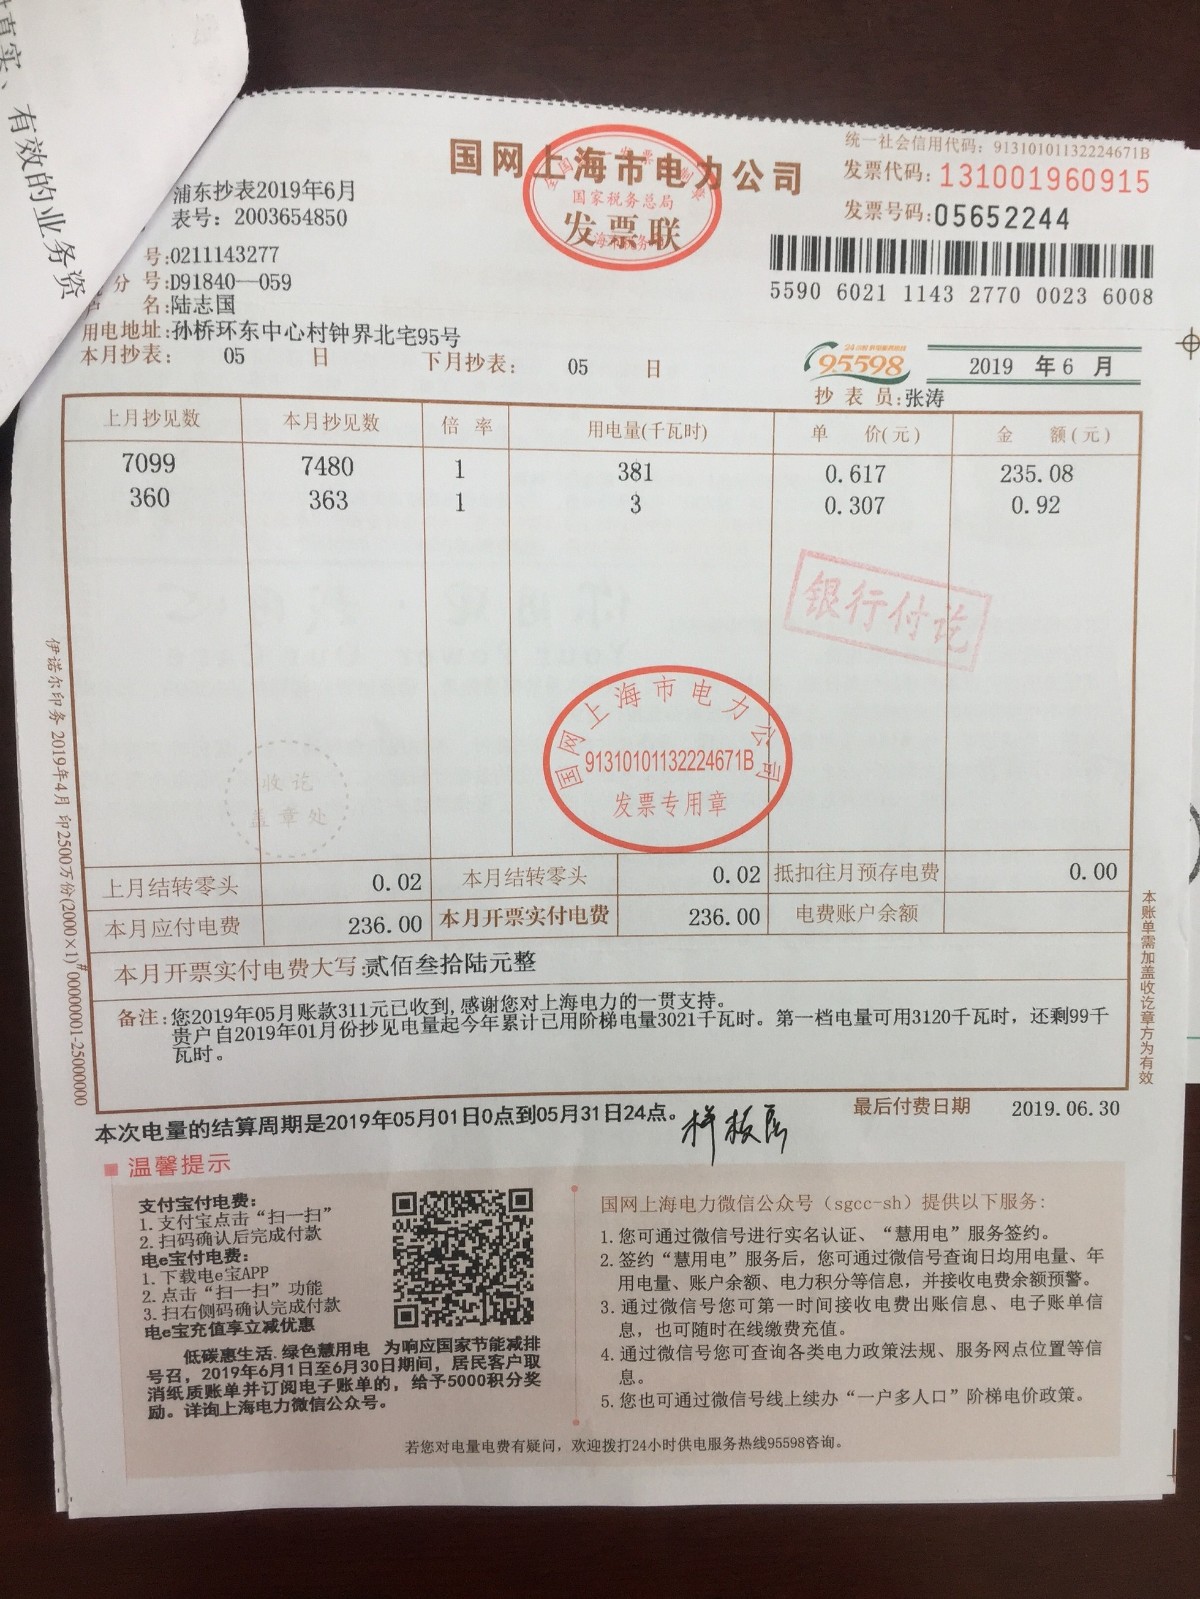 真实、有效的业务资
国网上海市电力公司
国家税务总局
发票联
统一社会信用代码：91310101132224671B
发票代码：131001960915
发票号码：05652244
5590 6021 1143 2770 0023 6008
浦东抄表2019年6月
表号：2003654850
号：0211143277
分号：D91840—059
名：陆志国
用电地址：孙桥环东中心村钟界北宅95号
本月抄表： 05 日 下月抄表： 05 日
95598
2019 年 6 月
抄表员：张涛
上月抄见数 本月抄见数 倍率 用电量(千瓦时) 单价(元) 金额(元)
7099 7480 1 381 0.617 235.08
360 363 1 3 0.307 0.92
银行付讫
国网上海市电力公司
91310101132224671B
发票专用章
收讫
盖章处
上月结转零头 0.02 本月结转零头 0.02 抵扣往月预存电费 0.00
本月应付电费 236.00 本月开票实付电费 236.00 电费账户余额
本月开票实付电费大写：贰佰叁拾陆元整
备注：您2019年05月账款311元已收到,感谢您对上海电力的一贯支持。
贵户自2019年01月份抄见电量起今年累计已用阶梯电量3021千瓦时。第一档电量可用3120千瓦时，还剩99千
瓦时。
伊诺尔印务 2019年4月 印2500万份(2000×1)#00000001-25000000
本账单需加盖收讫章方为有效
本次电量的结算周期是2019年05月01日0点到05月31日24点。
最后付费日期 2019.06.30
温馨提示
支付宝付电费：
1. 支付宝点击“扫一扫”
2. 扫码确认后完成付款
电e宝付电费：
1. 下载电e宝APP
2. 点击“扫一扫”功能
3. 扫右侧码确认完成付款
电e宝充值享立减优惠
低碳惠生活，绿色慧用电 为响应国家节能减排
号召，2019年6月1日至6月30日期间，居民客户取
消纸质账单并订阅电子账单的，给予5000积分奖
励。详询上海电力微信公众号。
国网上海电力微信公众号（sgcc-sh）提供以下服务：
1. 您可通过微信号进行实名认证、“慧用电”服务签约。
2. 签约“慧用电”服务后，您可通过微信号查询日均用电量、年
用电量、账户余额、电力积分等信息，并接收电费余额预警。
3. 通过微信号您可第一时间接收电费出账信息、电子账单信
息，也可随时在线缴费充值。
4. 通过微信号您可查询各类电力政策法规、服务网点位置等信
息。
5. 您也可通过微信号线上续办“一户多人口”阶梯电价政策。
若您对电量电费有疑问，欢迎拨打24小时供电服务热线95598咨询。